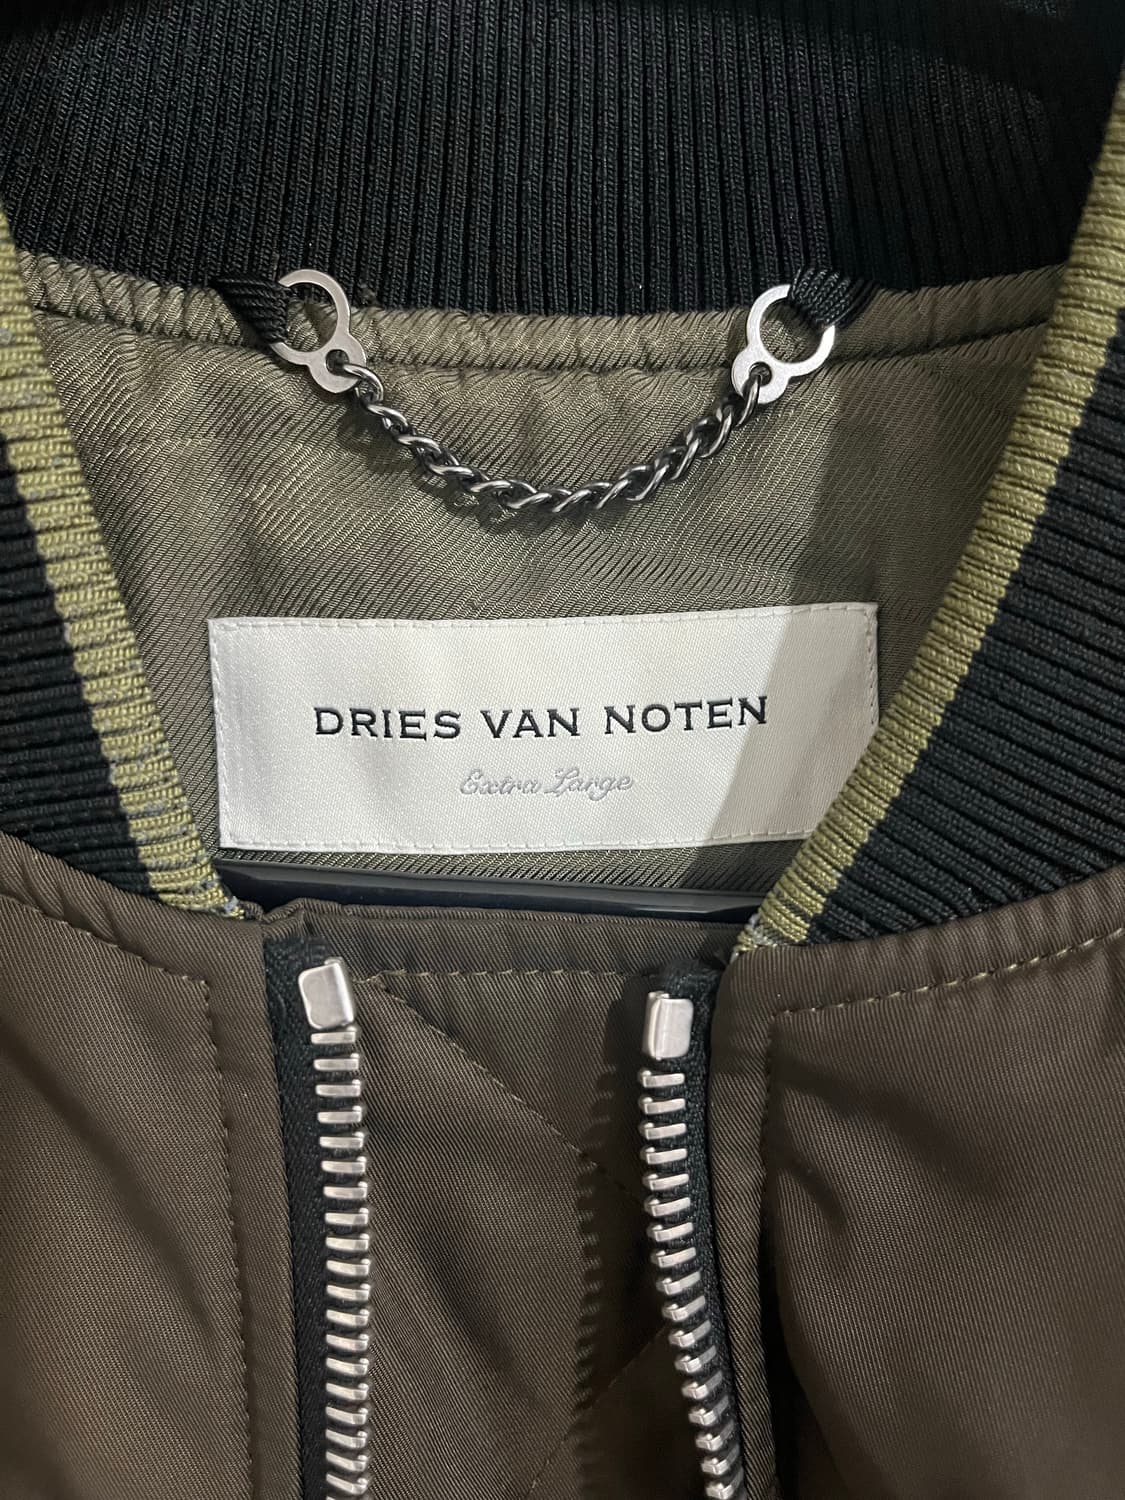 DRIES VAN NOTEN
Extra Large